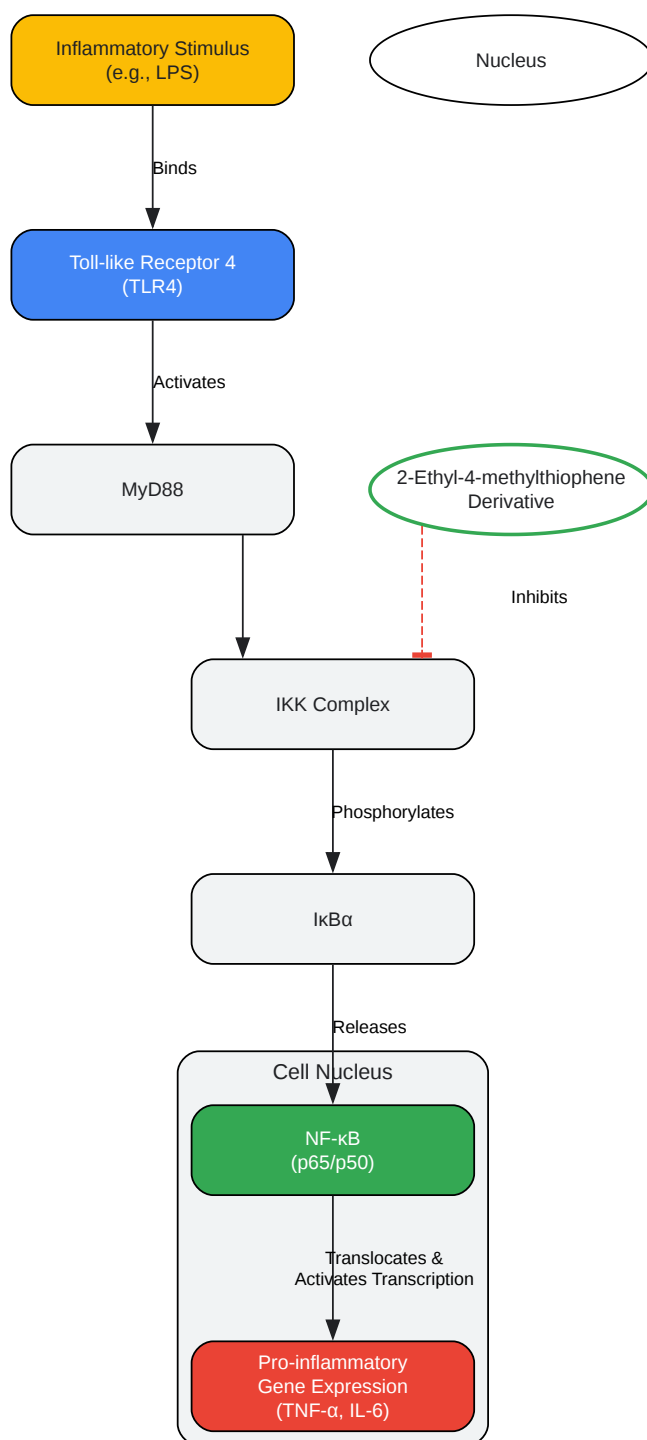 Inflammatory Stimulus
(e.g., LPS)
Nucleus
Binds
Toll-like Receptor 4
(TLR4)
Activates
MyD88
2-Ethyl-4-methylthiophene
Derivative
Inhibits
IKK Complex
Phosphorylates
IκBα
Releases
Cell Nucleus
NF-κB
(p65/p50)
Translocates &
Activates Transcription
Pro-inflammatory
Gene Expression
(TNF-α, IL-6)